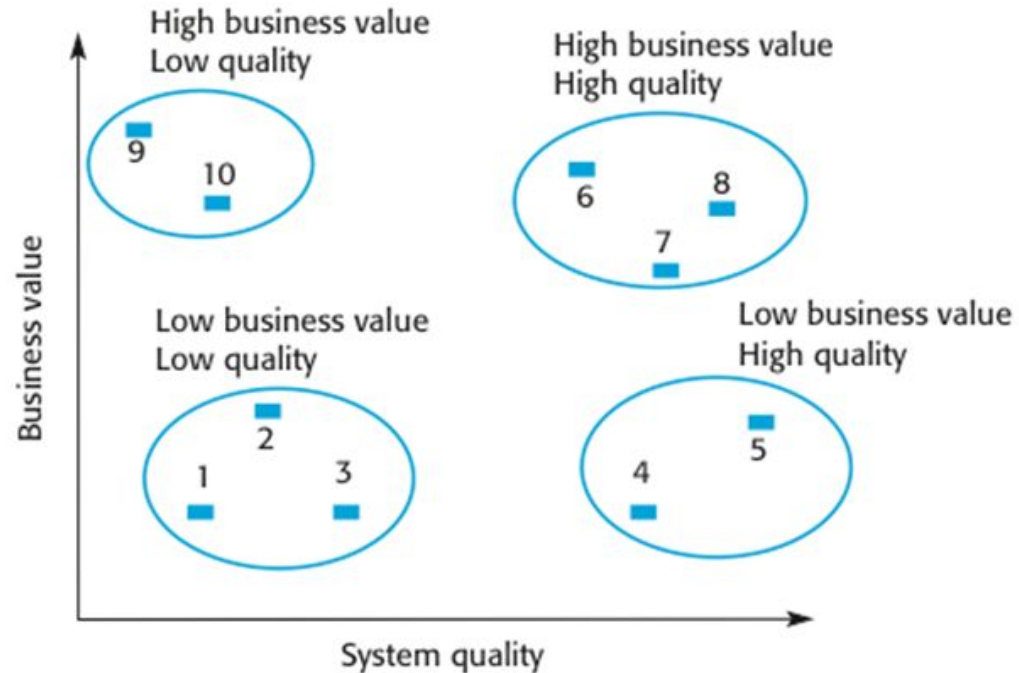 High business value
Low quality
High business value
High quality
9
10
6
8
7
Business value
Low business value
Low quality
Low business value
High quality
2
1
3
5
4
System quality